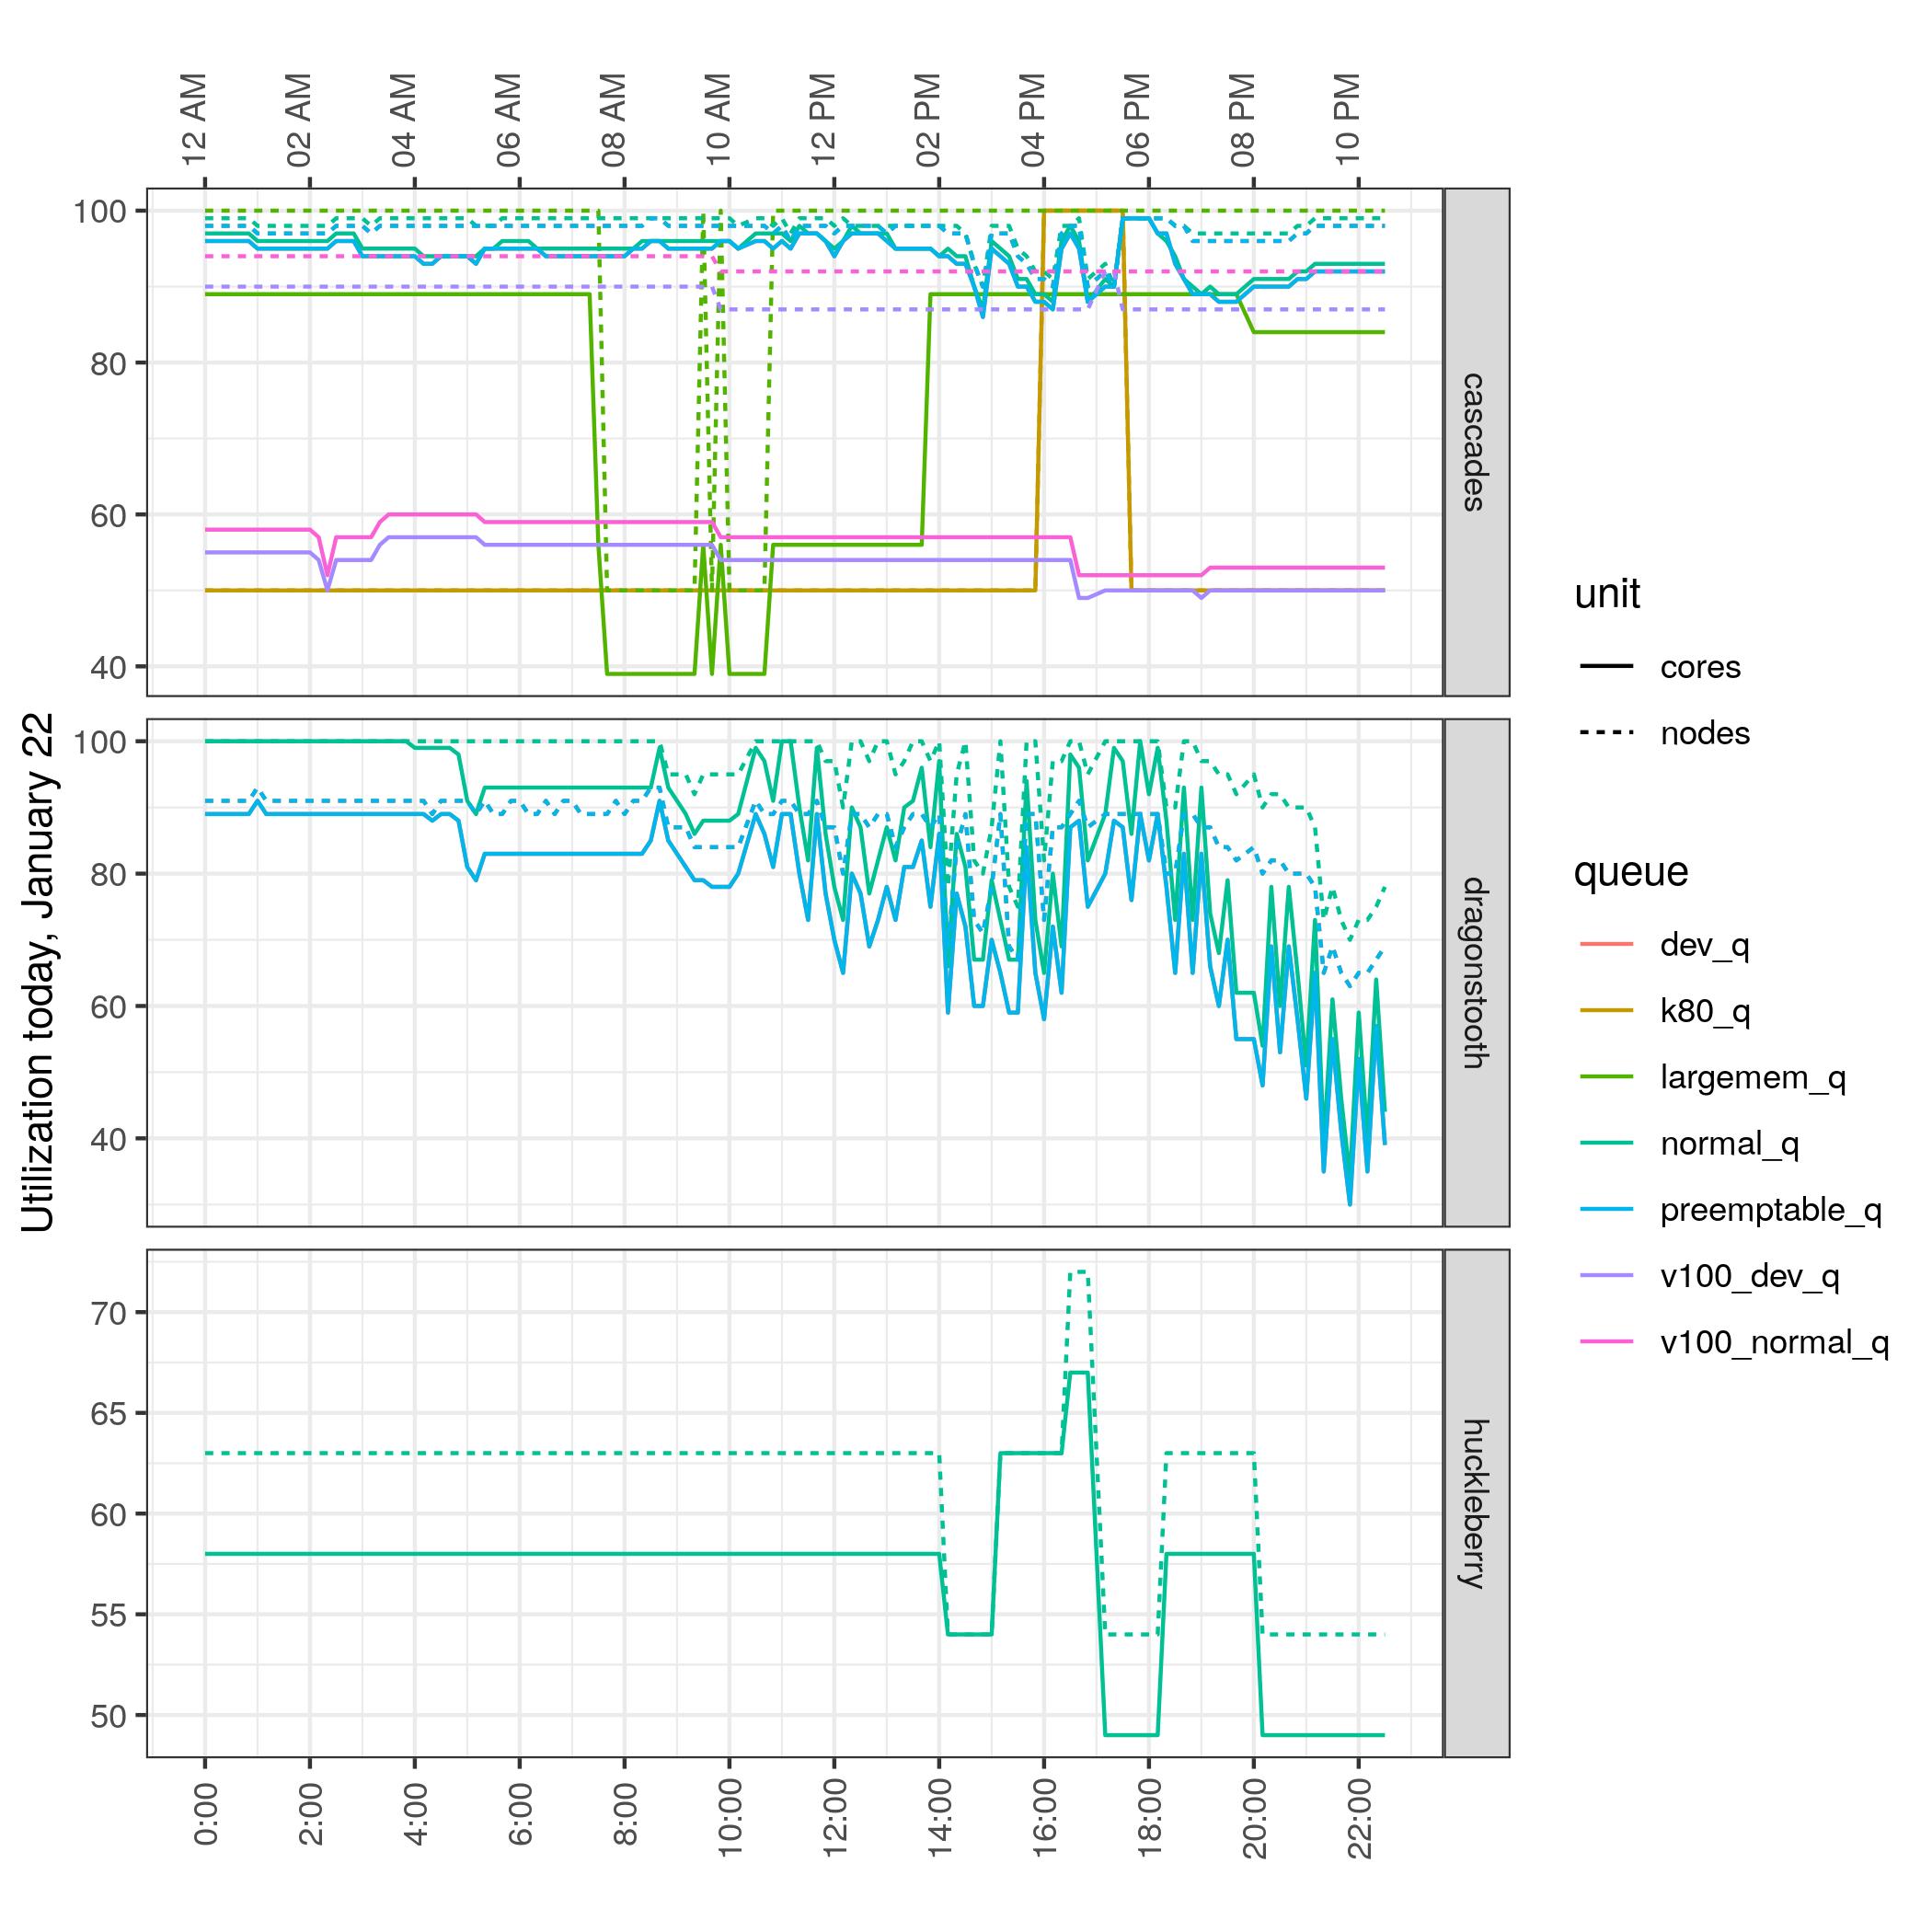 12 AM
02 AM
04 AM
06 AM
08 AM
10 AM
12 PM
02 PM
04 PM
06 PM
08 PM
10 PM
Utilization today, January 22
100
80
60
40
cascades
100
80
60
40
dragonstooth
70
65
60
55
50
huckleberry
0:00
2:00
4:00
6:00
8:00
10:00
12:00
14:00
16:00
18:00
20:00
22:00
unit
cores
nodes
queue
dev_q
k80_q
largemem_q
normal_q
preemptable_q
v100_dev_q
v100_normal_q